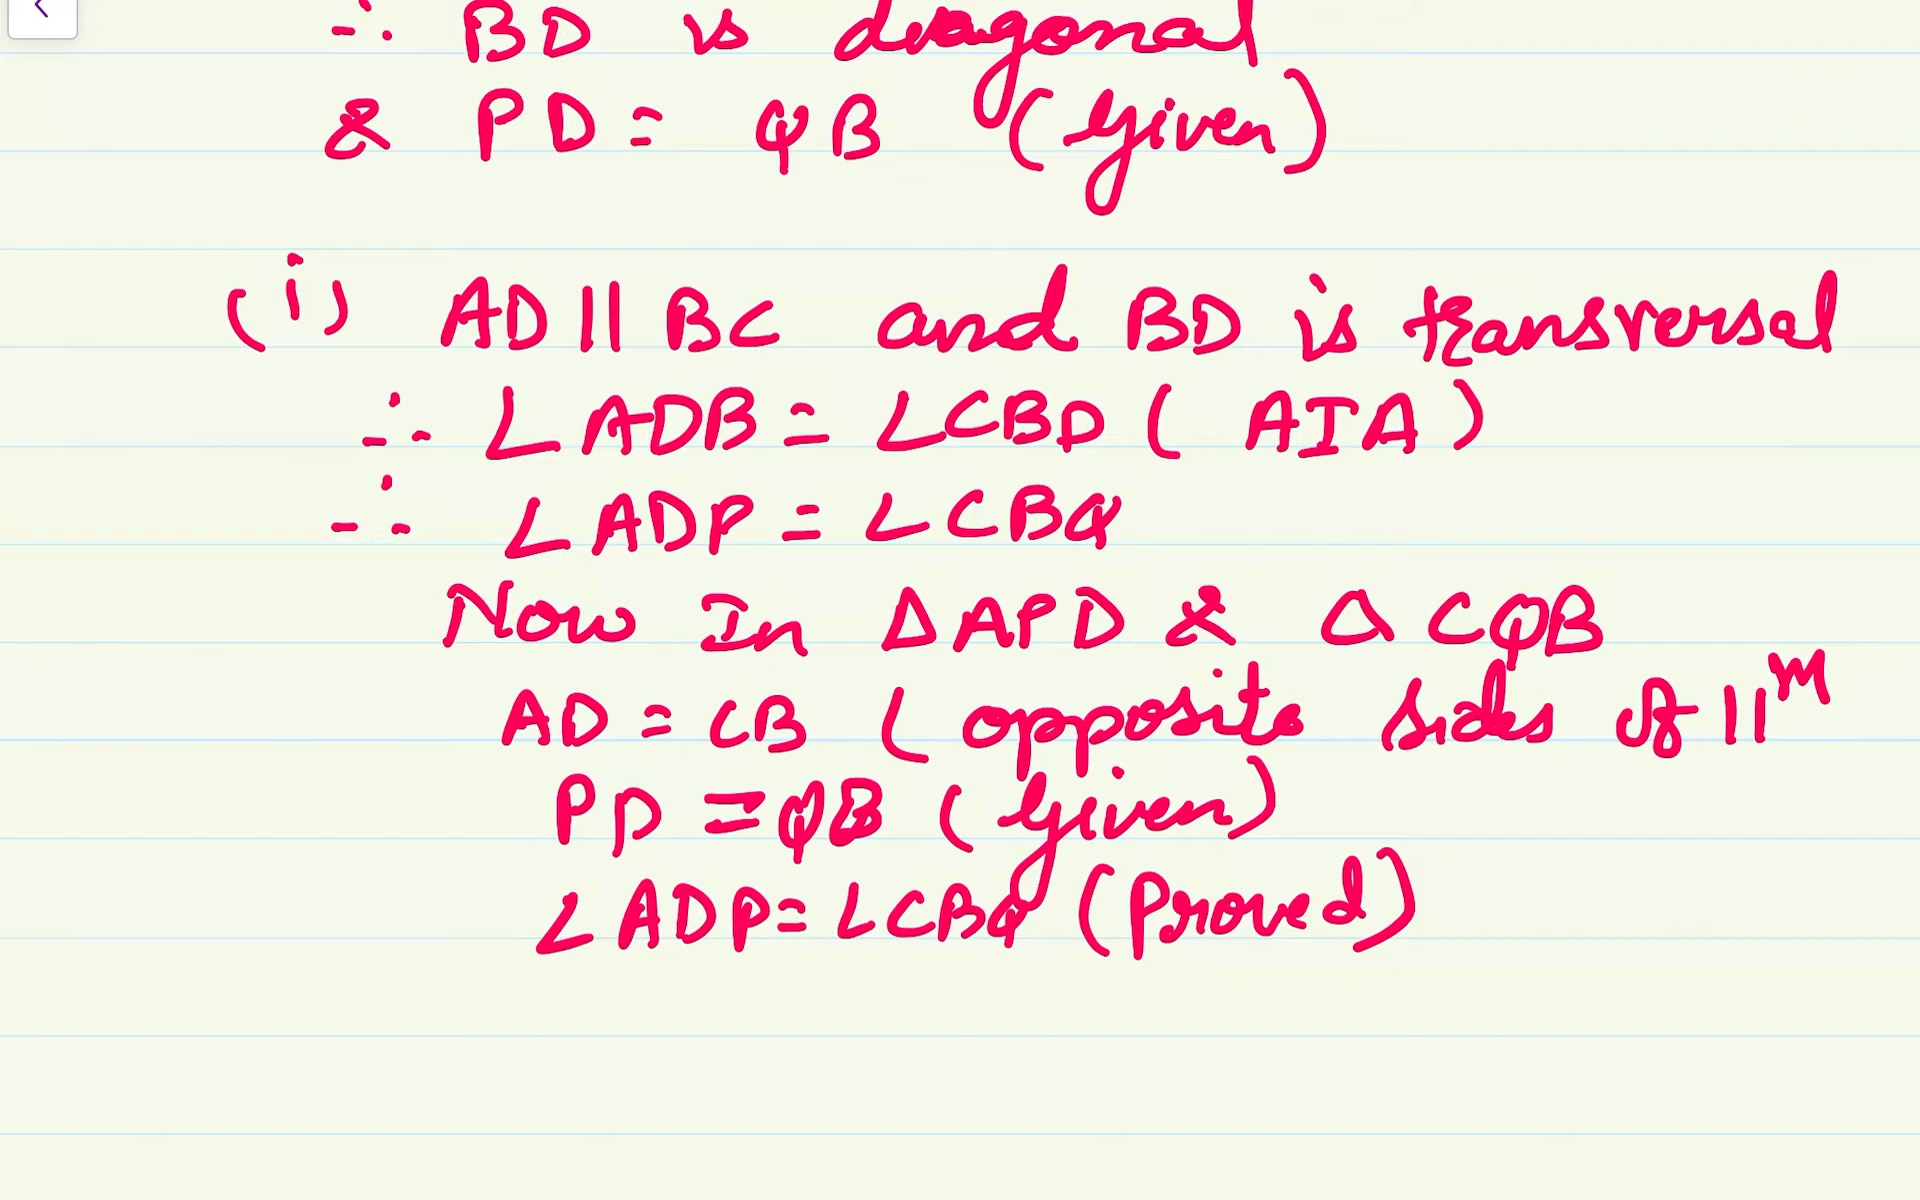 ∴ BD is diagonal
& PD = QB (Given)
(i) AD || BC and BD is transversal
∴ ∠ADB = ∠CBD ( AIA )
∴ ∠ADP = ∠CBQ
Now In ΔAPD & ΔCQB
AD = CB ( opposite sides of ||ᵐ
PD = QB (Given)
∠ADP = ∠CBQ (Proved)